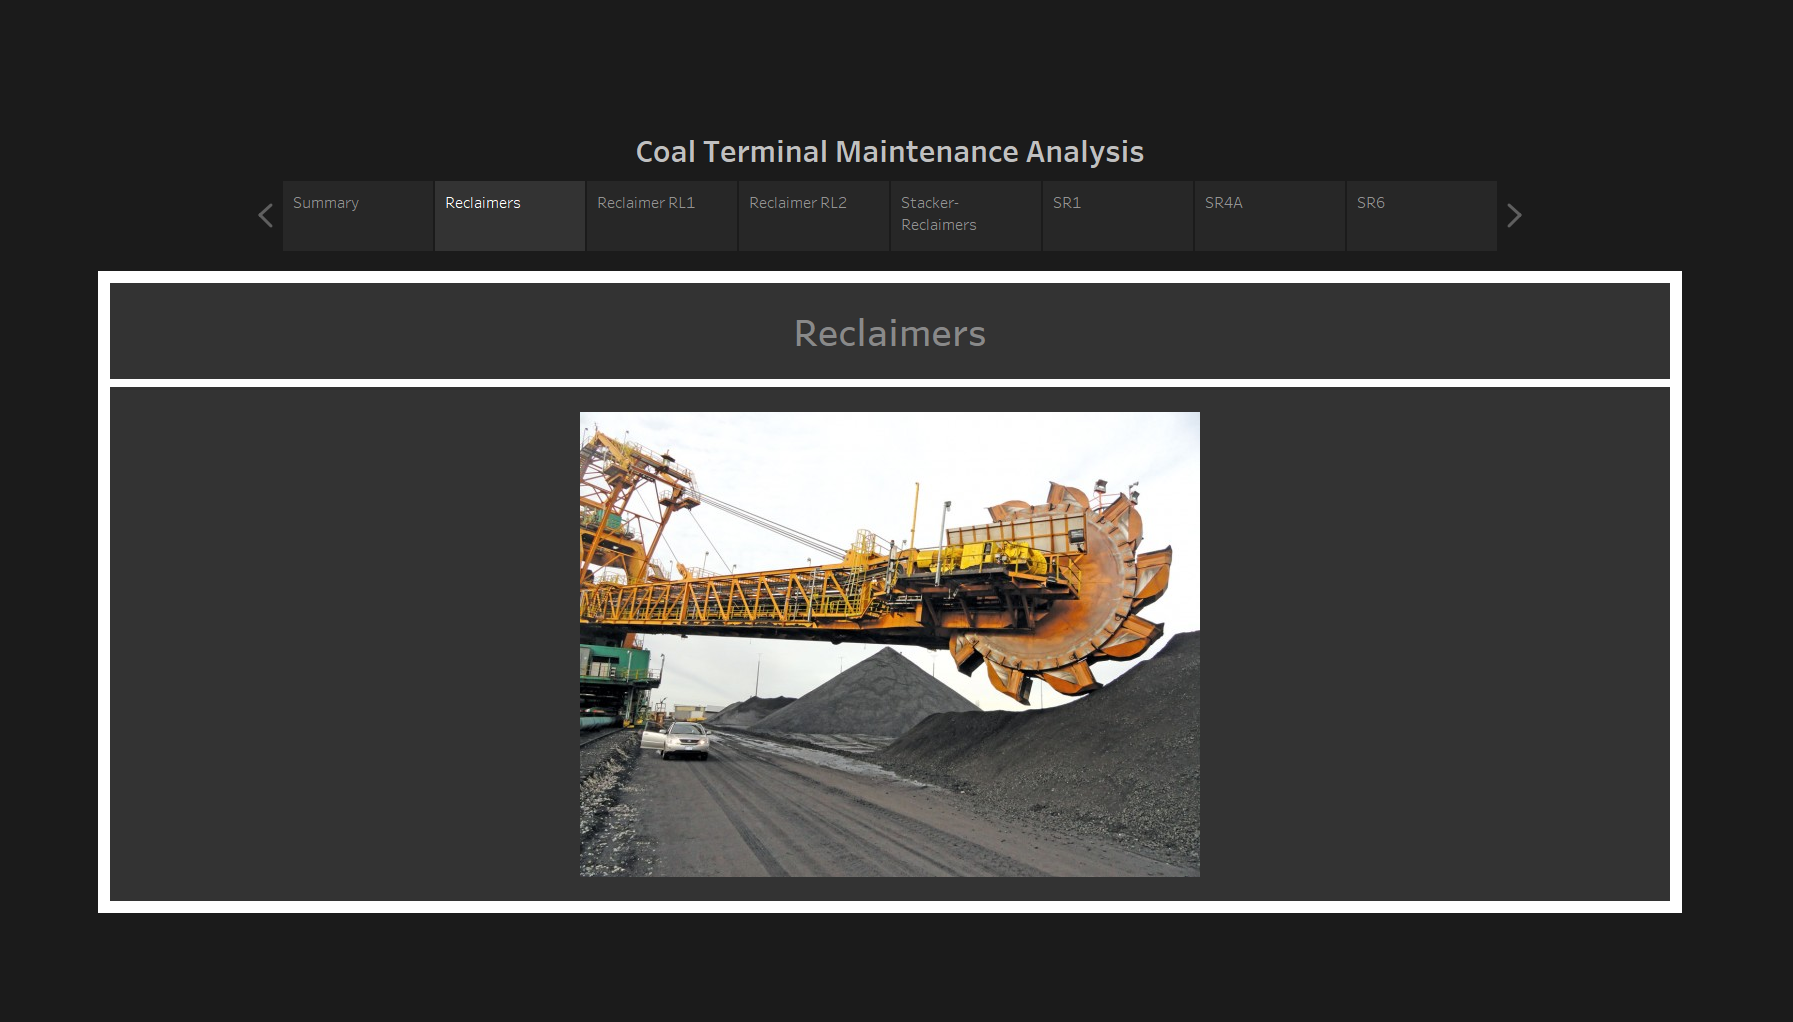 Coal Terminal Maintenance Analysis
Summary
Reclaimers
Reclaimer RL1
Reclaimer RL2
Stacker-
Reclaimers
SR1
SR4A
SR6
Reclaimers